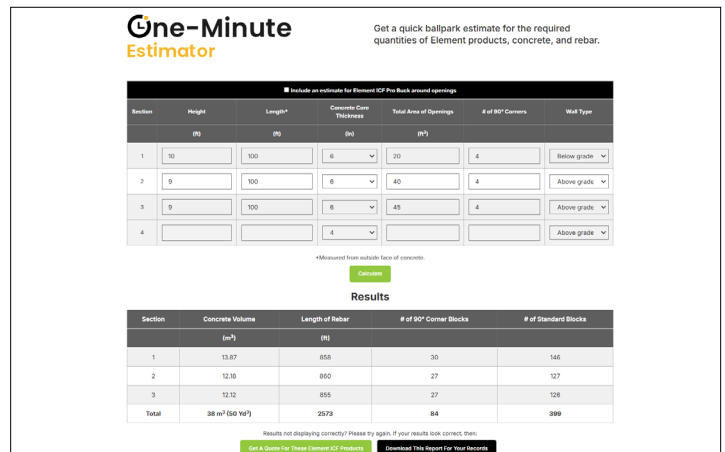 One-Minute
Estimator
Get a quick ballpark estimate for the required
quantities of Element products, concrete, and rebar.
Include an estimate for Element ICF Pro Buck around openings
Section Height Length* Concrete Core Thickness Total Area of Openings # of 90° Corners Wall Type
(ft) (ft) (in) (ft²)
1 10 100 6 20 4 Below grade
2 9 100 6 40 4 Above grade
3 9 100 6 45 4 Above grade
4 4 Above grade
*Measured from outside face of concrete.
Calculate
Results
Section Concrete Volume Length of Rebar # of 90° Corner Blocks # of Standard Blocks
(m³) (ft)
1 13.87 858 30 146
2 12.18 860 27 127
3 12.12 855 27 126
Total 38 m³ (50 Yd³) 2573 84 399
Results not displaying correctly? Please try again. If your results look correct, then:
Get A Quote For These Element ICF Products Download This Report For Your Records